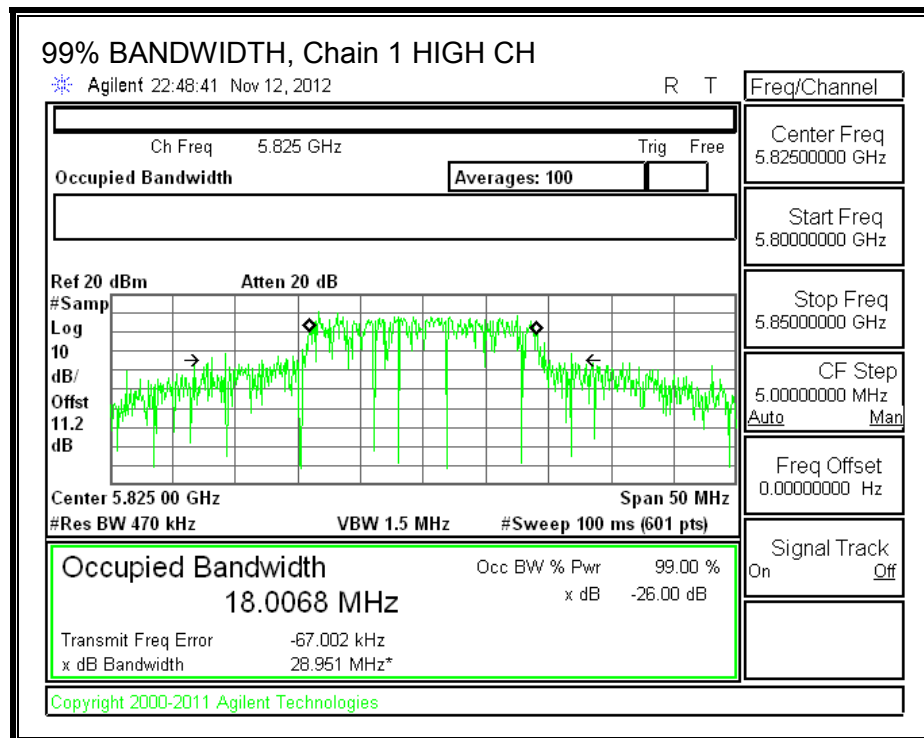 99% BANDWIDTH, Chain 1 HIGH CH
Agilent 22:48:41 Nov 12, 2012 R T
Freq/Channel
Ch Freq 5.825 GHz Trig Free
Occupied Bandwidth Averages: 100
Center Freq
5.82500000 GHz
Start Freq
5.80000000 GHz
Stop Freq
5.85000000 GHz
CF Step
5.00000000 MHz
Auto Man
Freq Offset
0.00000000 Hz
Signal Track
On Off
Ref 20 dBm Atten 20 dB
#Samp
Log
10
dB/
Offst
11.2
dB
Center 5.825 00 GHz Span 50 MHz
#Res BW 470 kHz VBW 1.5 MHz #Sweep 100 ms (601 pts)
Occupied Bandwidth Occ BW % Pwr 99.00 %
18.0068 MHz x dB -26.00 dB
Transmit Freq Error -67.002 kHz
x dB Bandwidth 28.951 MHz*
Copyright 2000-2011 Agilent Technologies